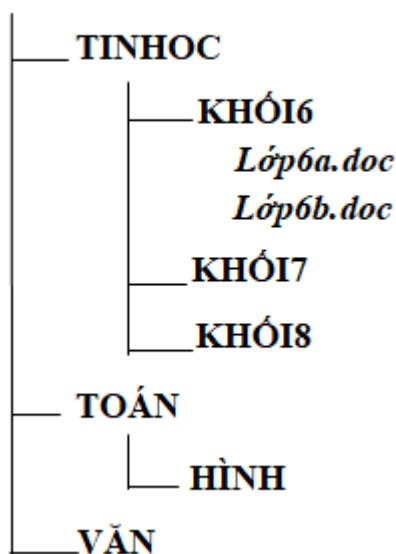 TINHOC
KHỐI6
Lớp6a.doc
Lớp6b.doc
KHỐI7
KHỐI8
TOÁN
HÌNH
VĂN